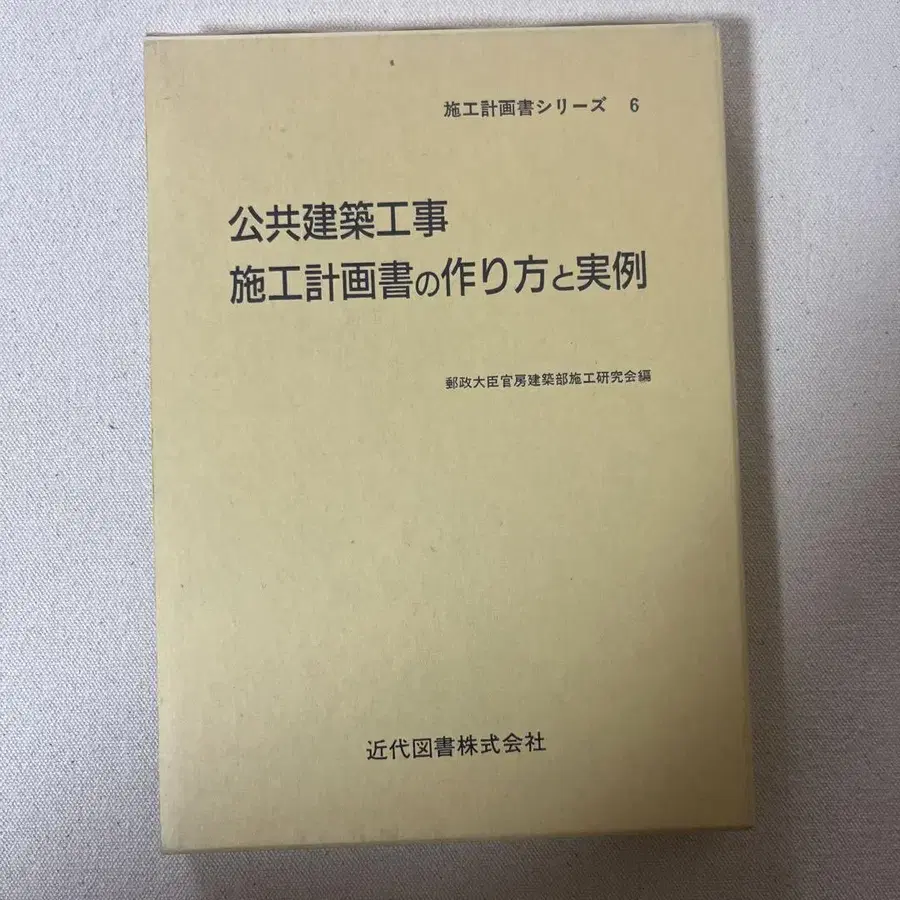 施工計画書シリーズ 6
公共建築工事
施工計画書の作り方と実例
郵政大臣官房建築部施工研究会編
近代図書株式会社